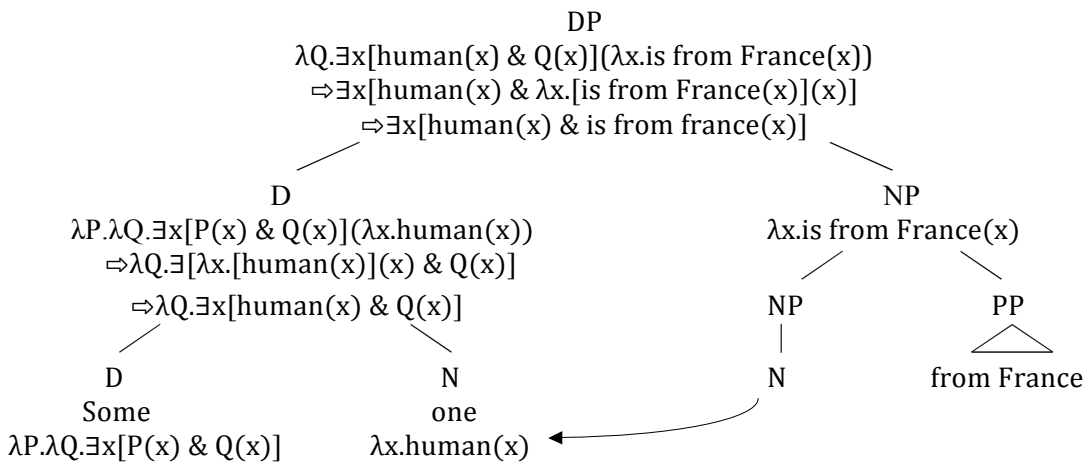 DP
λQ.∃x[human(x) & Q(x)](λx.is from France(x))
⇨∃x[human(x) & λx.[is from France(x)](x)]
⇨∃x[human(x) & is from france(x)]
D
λP.λQ.∃x[P(x) & Q(x)](λx.human(x))
⇨λQ.∃[λx.[human(x)](x) & Q(x)]
⇨λQ.∃x[human(x) & Q(x)]
NP
λx.is from France(x)
NP
PP
D
Some
λP.λQ.∃x[P(x) & Q(x)]
N
one
λx.human(x)
N
from France